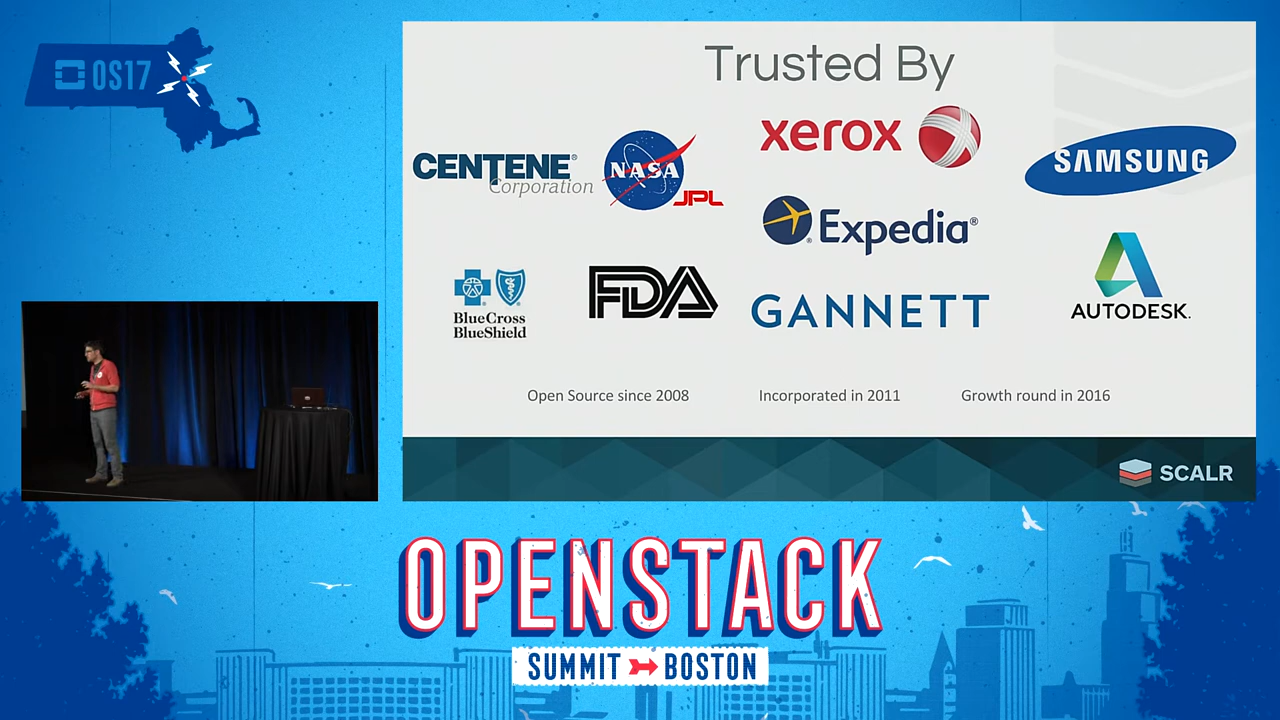 OS17
Trusted By
CENTENE®
Corporation
NASA
JPL
xerox
SAMSUNG
Expedia®
BlueCross
BlueShield
FDA
GANNETT
AUTODESK.
Open Source since 2008
Incorporated in 2011
Growth round in 2016
SCALR
OPENSTACK
SUMMIT BOSTON